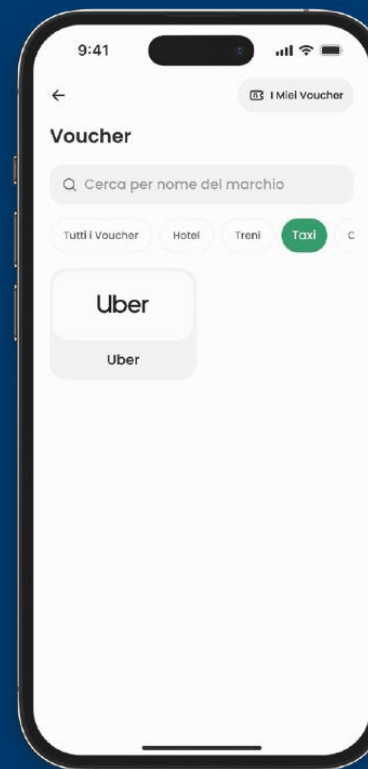 9:41
I Miei Voucher
Voucher
Cerca per nome del marchio
Tutti i Voucher Hotel Treni Taxi C
Uber
Uber